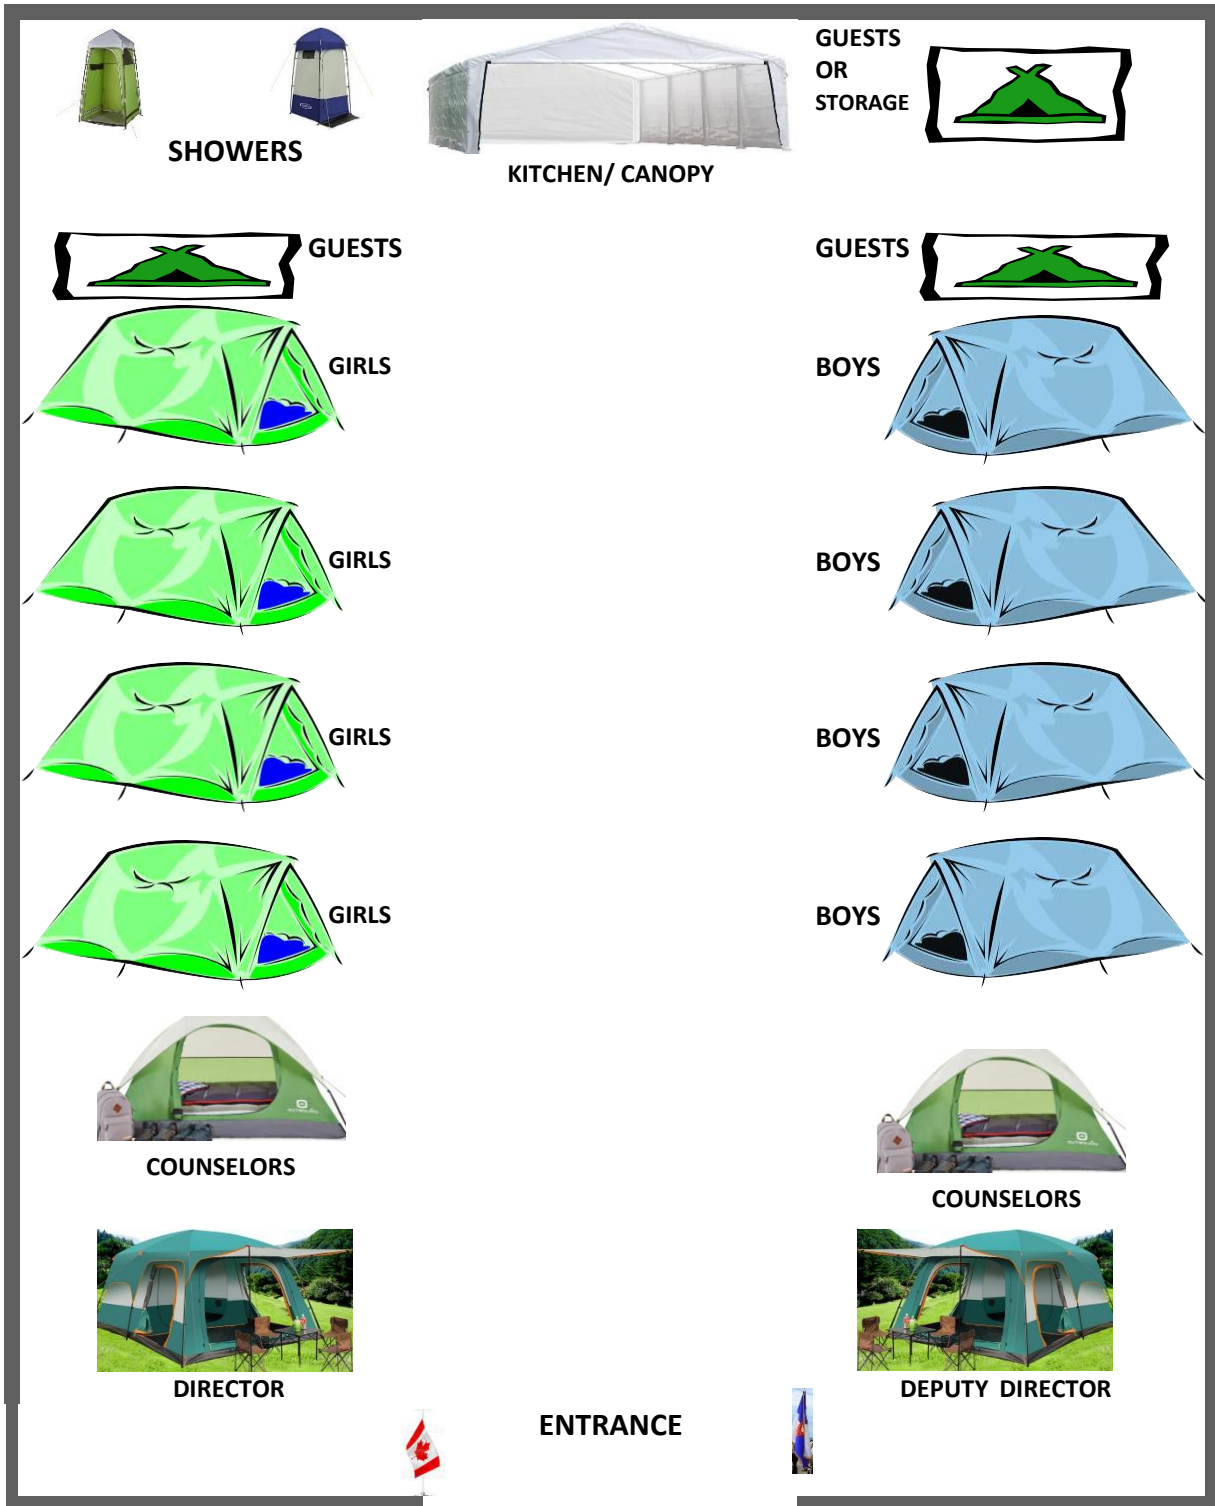 GUESTS
OR
STORAGE
SHOWERS
KITCHEN/ CANOPY
GUESTS
GUESTS
GIRLS
BOYS
GIRLS
BOYS
GIRLS
BOYS
GIRLS
BOYS
COUNSELORS
COUNSELORS
DIRECTOR
DEPUTY DIRECTOR
ENTRANCE